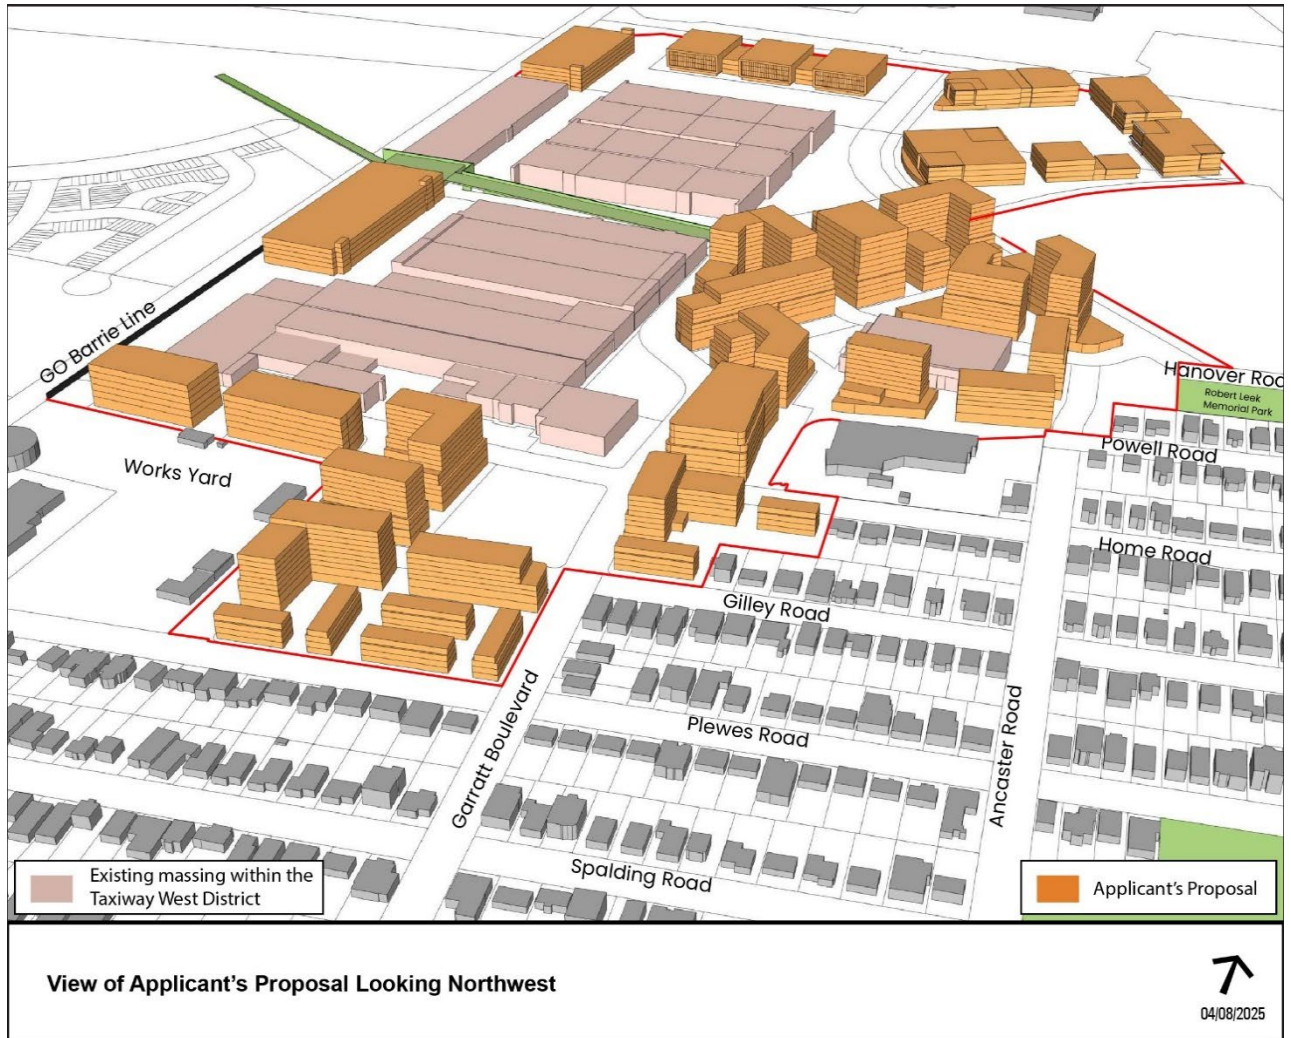 GO Barrie Line
Works Yard
Hanover Roa
Robert Leek
Memorial Park
Powell Road
Home Road
Gilley Road
Plewes Road
Spalding Road
Garratt Boulevard
Ancaster Road
Existing massing within the
Taxiway West District
Applicant's Proposal
View of Applicant's Proposal Looking Northwest
04/08/2025